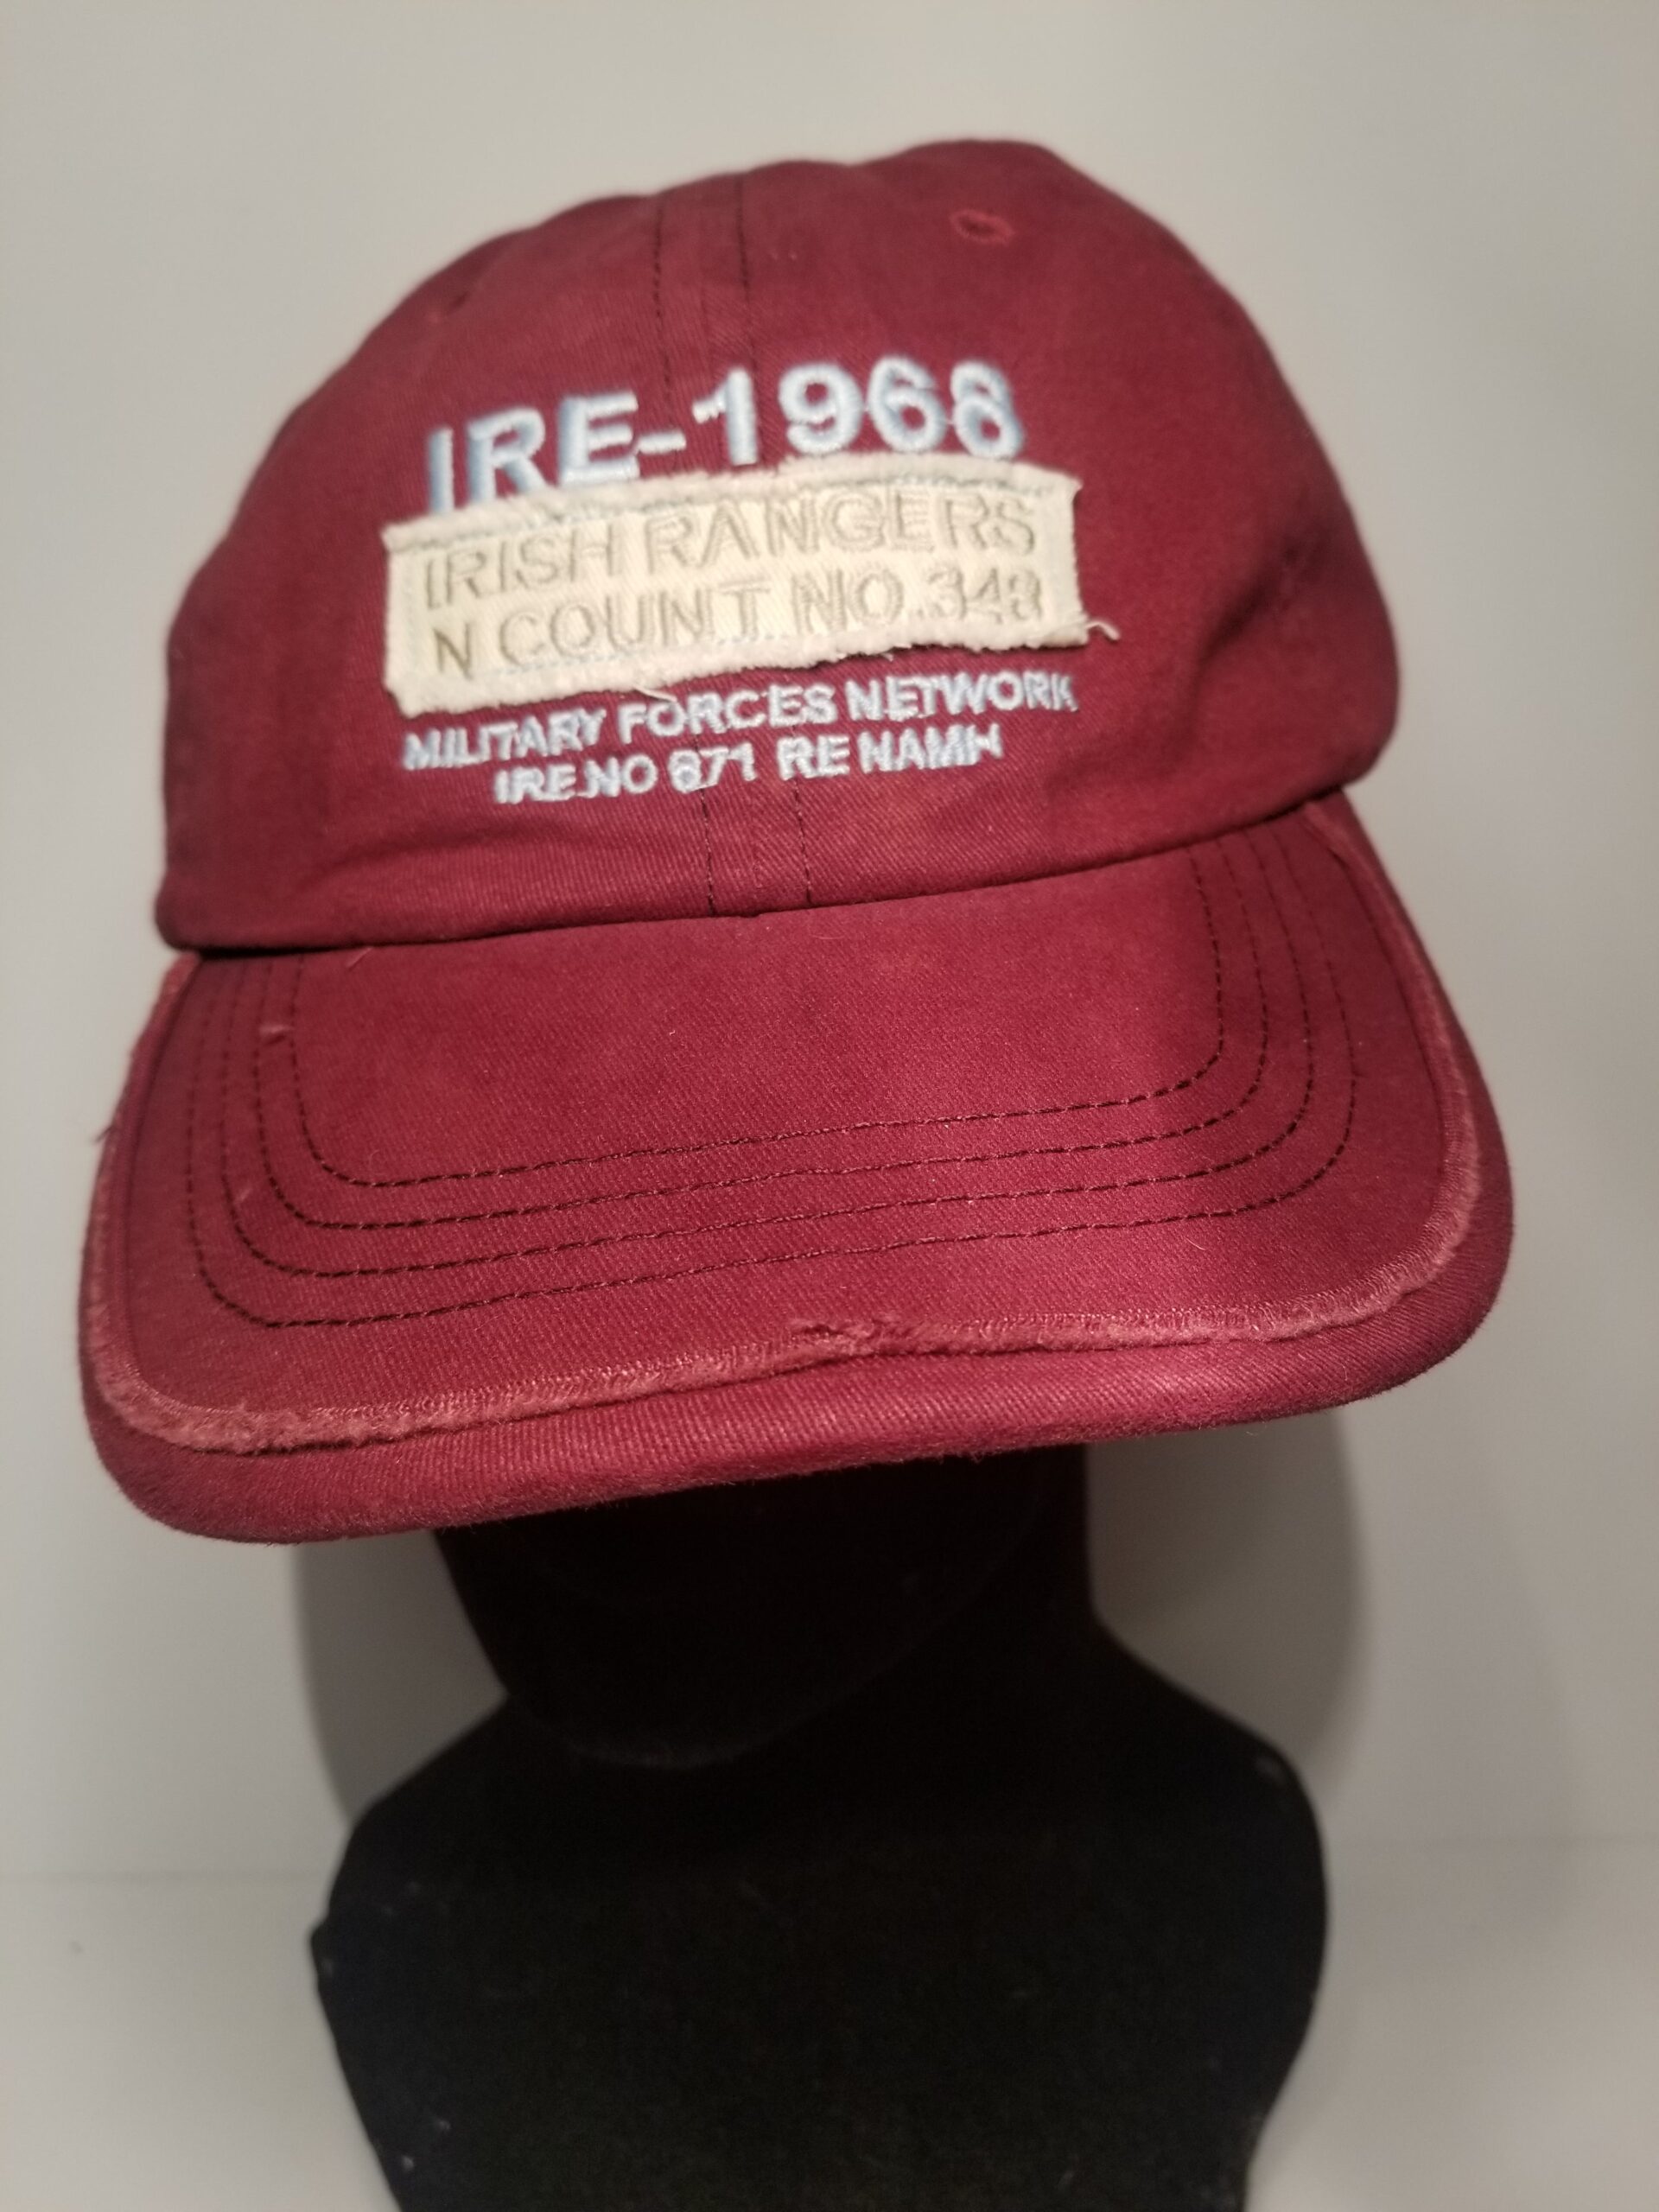 IRE-1968
IRISH RANGERS
N COUNT NO.348
MILITARY FORCES NETWORK
IRE.NO 671 RE NAMH